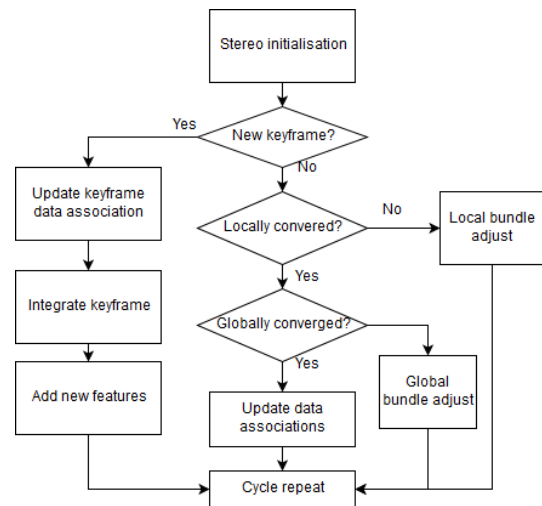 Stereo initialisation
Yes
New keyframe?
No
Update keyframe
data association
Locally convered?
No
Local bundle
adjust
Yes
Integrate keyframe
Globally converged?
Yes
Add new features
Global
bundle adjust
Update data
associations
Cycle repeat